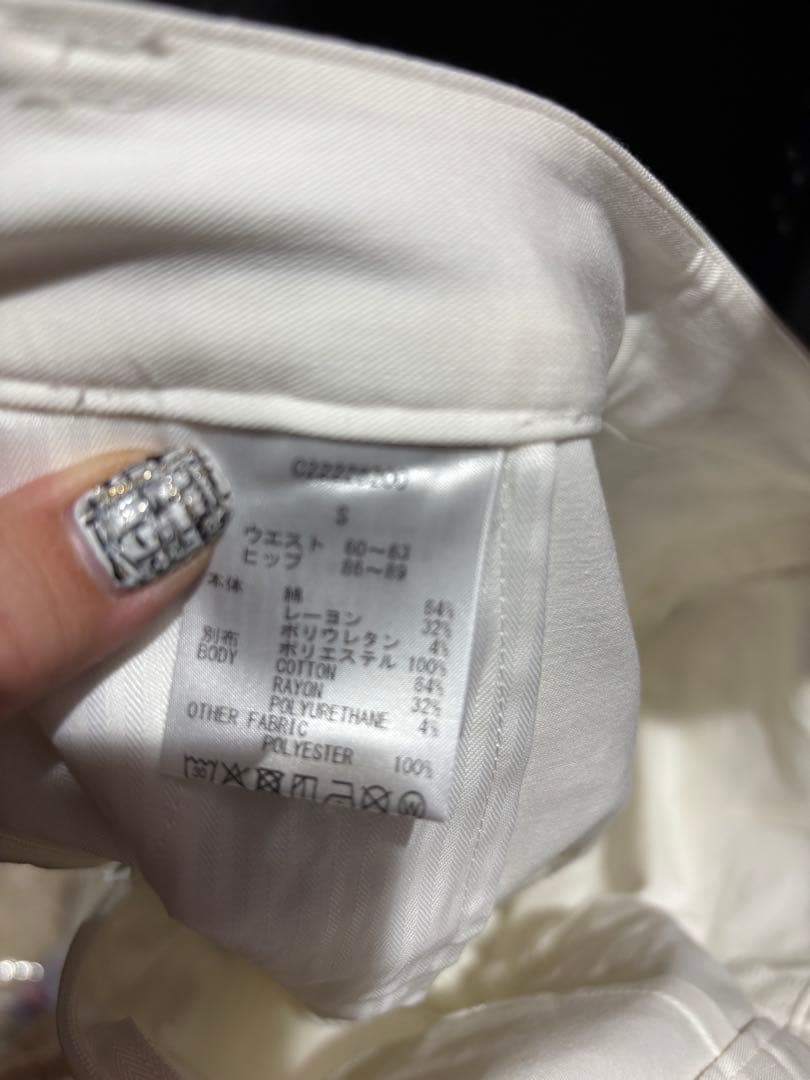 S
ウエスト 60～63
ヒップ 86～89
本体 綿 64%
レーヨン 32%
ポリウレタン 4%
別布 ポリエステル 100%
BODY COTTON 64%
RAYON 32%
POLYURETHANE 4%
OTHER FABRIC
POLYESTER 100%
30
W